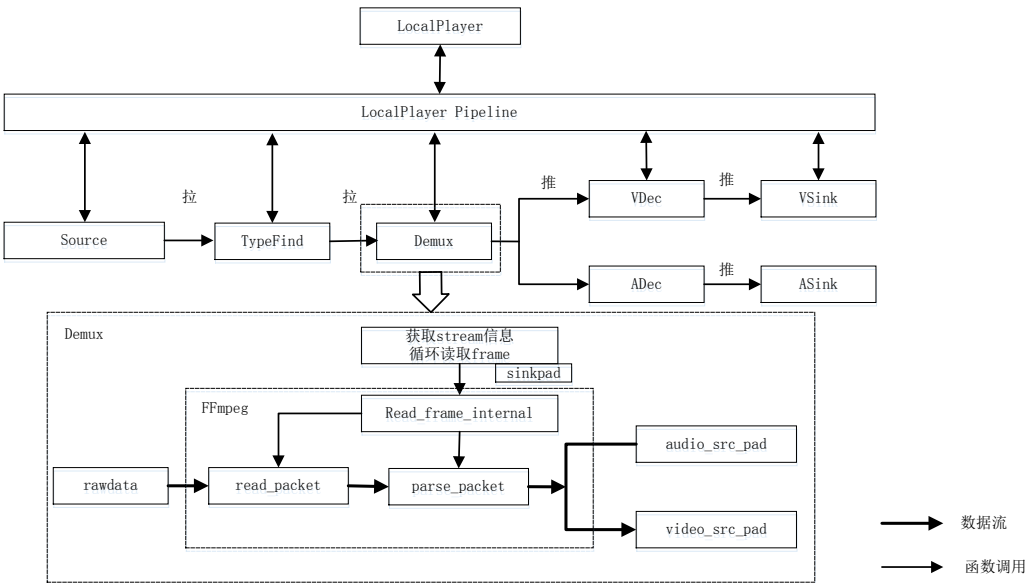 LocalPlayer
LocalPlayer Pipeline
拉
拉
推
推
Source
TypeFind
Demux
VDec
VSink
推
ADec
ASink
Demux
获取stream信息
循环读取frame
sinkpad
FFmpeg
Read_frame_internal
rawdata
read_packet
parse_packet
audio_src_pad
video_src_pad
数据流
函数调用